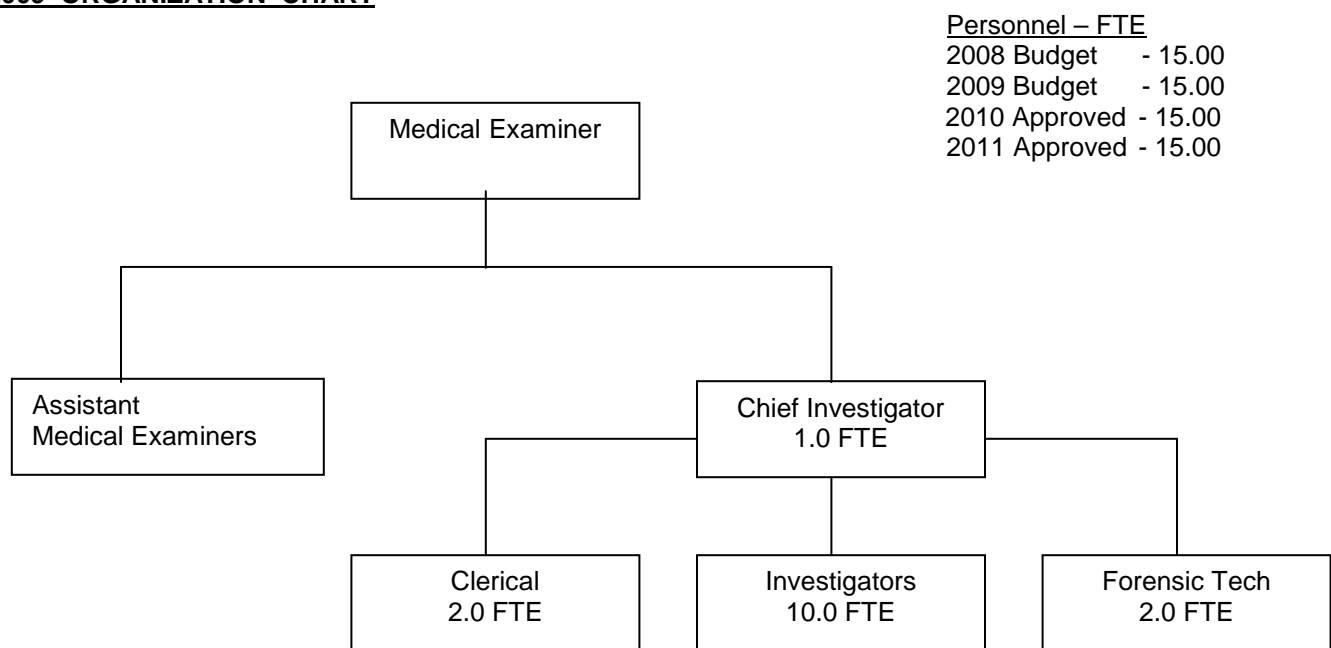 ORGANIZATION CHART
Personnel – FTE
2008 Budget - 15.00
2009 Budget - 15.00
2010 Approved - 15.00
2011 Approved - 15.00
Medical Examiner
Assistant
Medical Examiners
Chief Investigator
1.0 FTE
Clerical
2.0 FTE
Investigators
10.0 FTE
Forensic Tech
2.0 FTE